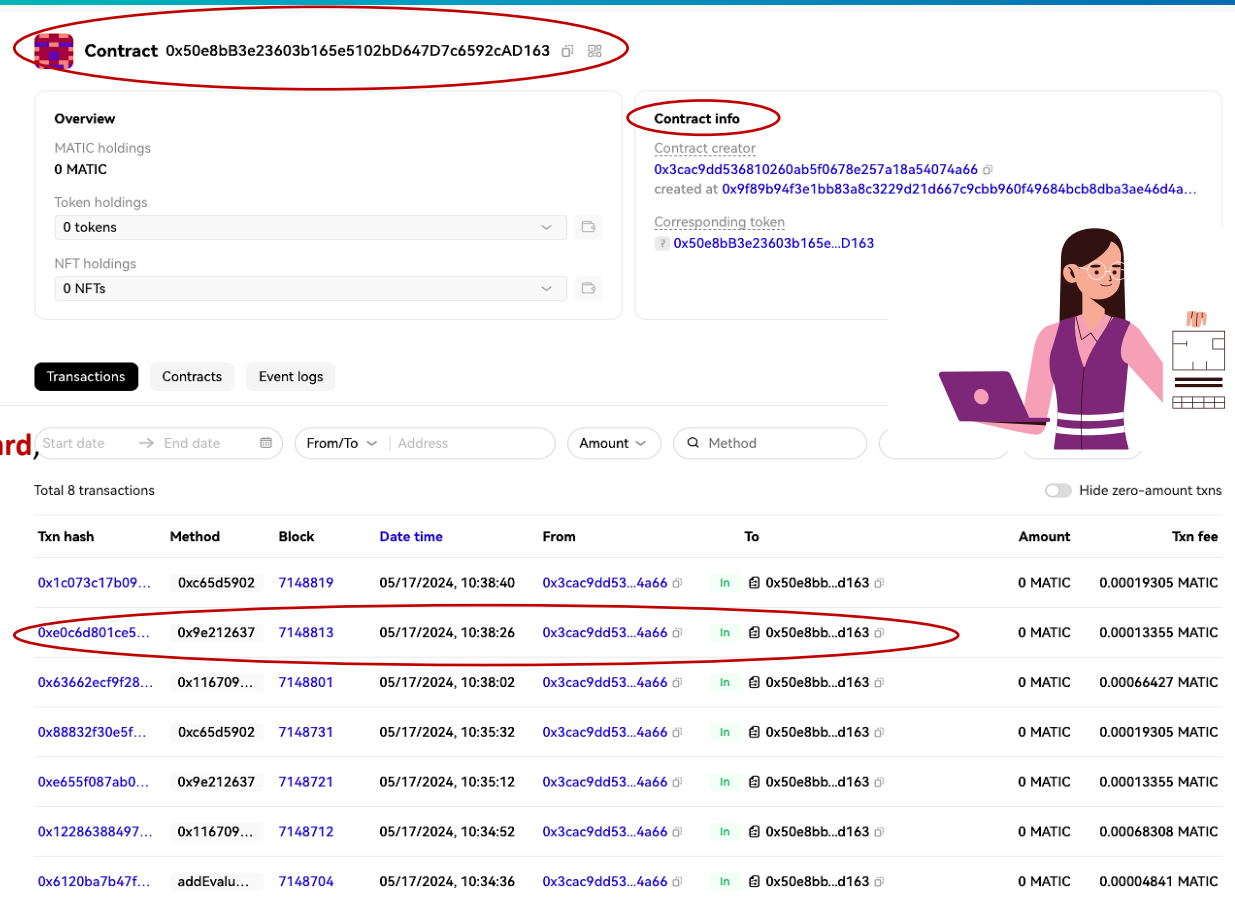 Contract 0x50e8bB3e23603b165e5102bD647D7c6592cAD163
Overview
MATIC holdings
0 MATIC
Token holdings
0 tokens
NFT holdings
0 NFTs
Contract info
Contract creator
0x3cac9dd536810260ab5f0678e257a18a54074a66
created at 0x9f89b94f3e1bb83a8c3229d21d667c9cbb960f49684bcb8dba3ae46d4a...
Corresponding token
? 0x50e8bB3e23603b165e...D163
Transactions Contracts Event logs
ard, Start date → End date From/To Address Amount Method
Total 8 transactions Hide zero-amount txns
Txn hash Method Block Date time From To Amount Txn fee
0x1c073c17b09... 0xc65d5902 7148819 05/17/2024, 10:38:40 0x3cac9dd53...4a66 In 0x50e8bb...d163 0 MATIC 0.00019305 MATIC
0xe0c6d801ce5... 0x9e212637 7148813 05/17/2024, 10:38:26 0x3cac9dd53...4a66 In 0x50e8bb...d163 0 MATIC 0.00013355 MATIC
0x63662ecf9f28... 0x116709... 7148801 05/17/2024, 10:38:02 0x3cac9dd53...4a66 In 0x50e8bb...d163 0 MATIC 0.00066427 MATIC
0x88832f30e5f... 0xc65d5902 7148731 05/17/2024, 10:35:32 0x3cac9dd53...4a66 In 0x50e8bb...d163 0 MATIC 0.00019305 MATIC
0xe655f087ab0... 0x9e212637 7148721 05/17/2024, 10:35:12 0x3cac9dd53...4a66 In 0x50e8bb...d163 0 MATIC 0.00013355 MATIC
0x12286388497... 0x116709... 7148712 05/17/2024, 10:34:52 0x3cac9dd53...4a66 In 0x50e8bb...d163 0 MATIC 0.00068308 MATIC
0x6120ba7b47f... addEvalu... 7148704 05/17/2024, 10:34:36 0x3cac9dd53...4a66 In 0x50e8bb...d163 0 MATIC 0.00004841 MATIC